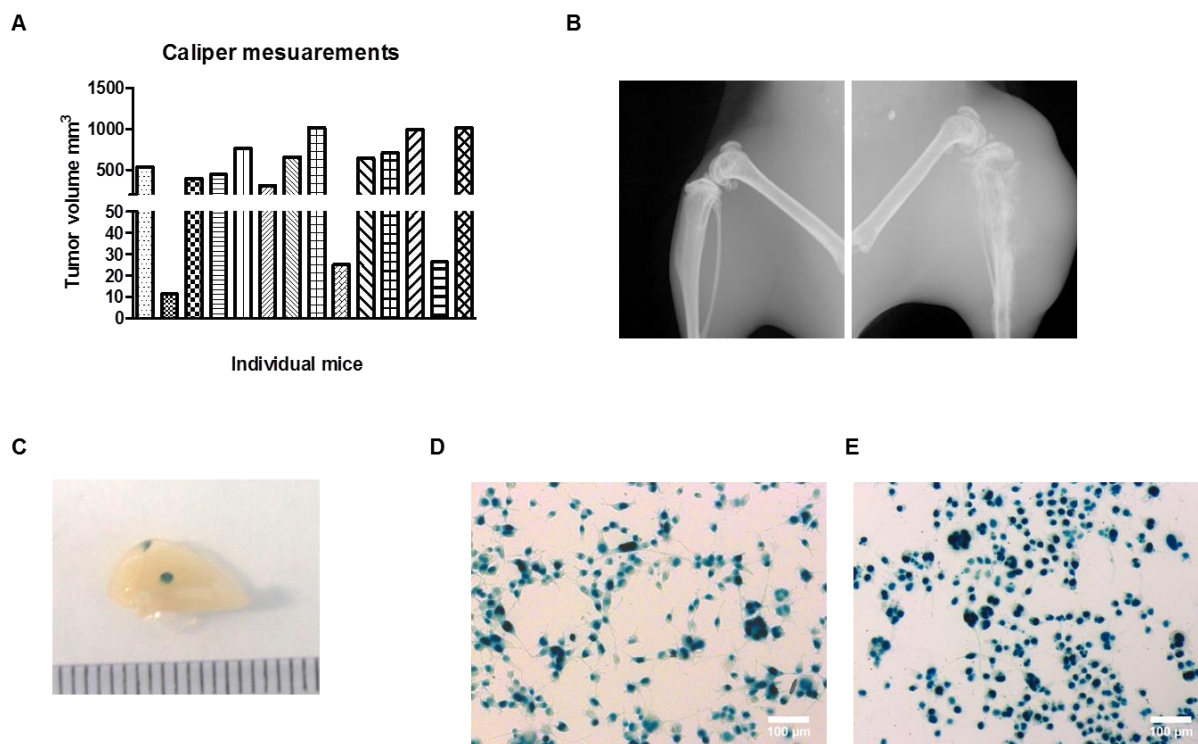 A
B
Caliper mesuarements
Tumor volume mm³
1500
1000
500
50
40
30
20
10
0
Individual mice
C
D
E
100 µm
100 µm